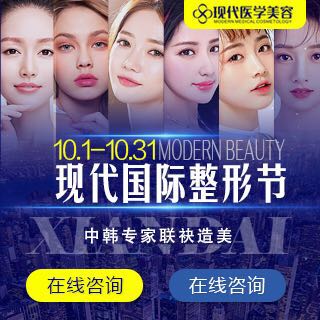 现代医学美容
MODERN MEDICAL COSMETOLOGY
10.1-10.31 MODERN BEAUTY
现代国际整形节
XIANDAI
中韩专家联袂造美
在线咨询 在线咨询